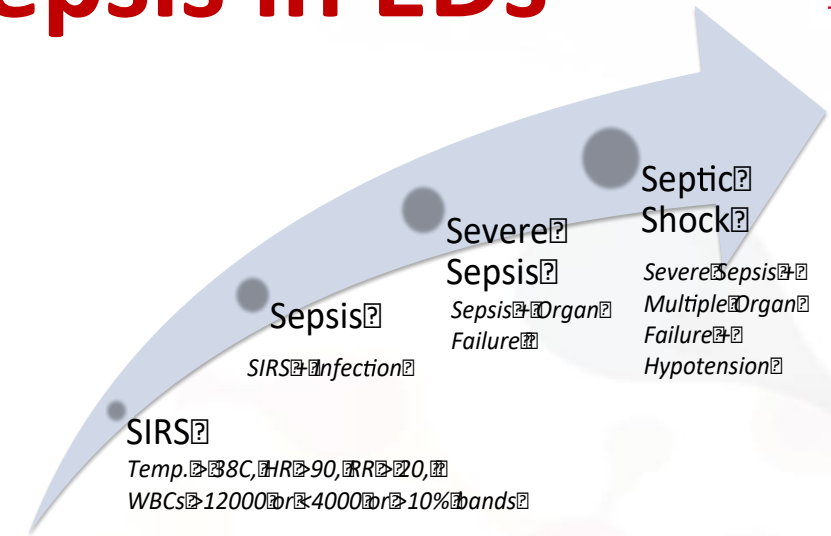 epsis in EDs
Septic
Shock
Severe Sepsis +
Multiple Organ
Failure +
Hypotension
Severe
Sepsis
Sepsis + Organ
Failure
Sepsis
SIRS + Infection
SIRS
Temp. > 38C, HR >90, RR > 20,
WBCs >12000 or <4000 or >10% bands